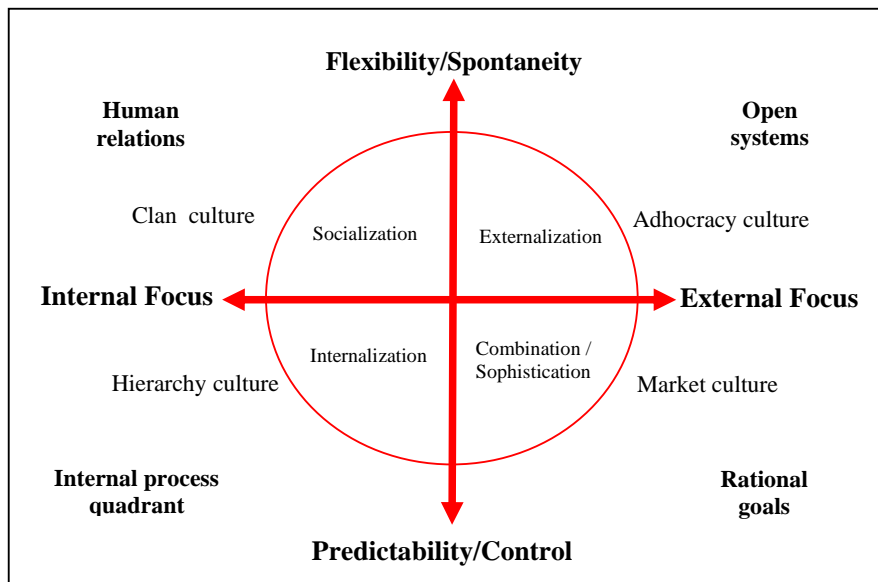 Flexibility/Spontaneity
Human
relations
Open
systems
Clan culture
Socialization
Externalization
Adhocracy culture
Internal Focus
External Focus
Internalization
Combination /
Sophistication
Hierarchy culture
Market culture
Internal process
quadrant
Rational
goals
Predictability/Control